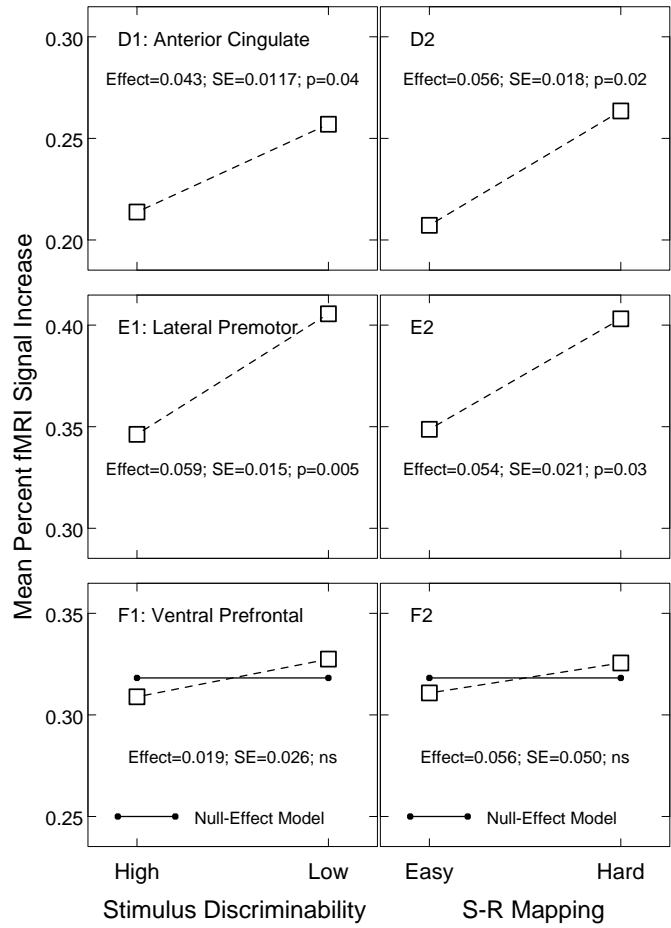 Mean Percent fMRI Signal Increase
0.30
0.25
0.20
D1: Anterior Cingulate
Effect=0.043; SE=0.0117; p=0.04
D2
Effect=0.056; SE=0.018; p=0.02
0.40
0.35
0.30
E1: Lateral Premotor
Effect=0.059; SE=0.015; p=0.005
E2
Effect=0.054; SE=0.021; p=0.03
0.35
0.30
0.25
F1: Ventral Prefrontal
Effect=0.019; SE=0.026; ns
Null-Effect Model
F2
Effect=0.056; SE=0.050; ns
Null-Effect Model
High Low Easy Hard
Stimulus Discriminability S-R Mapping